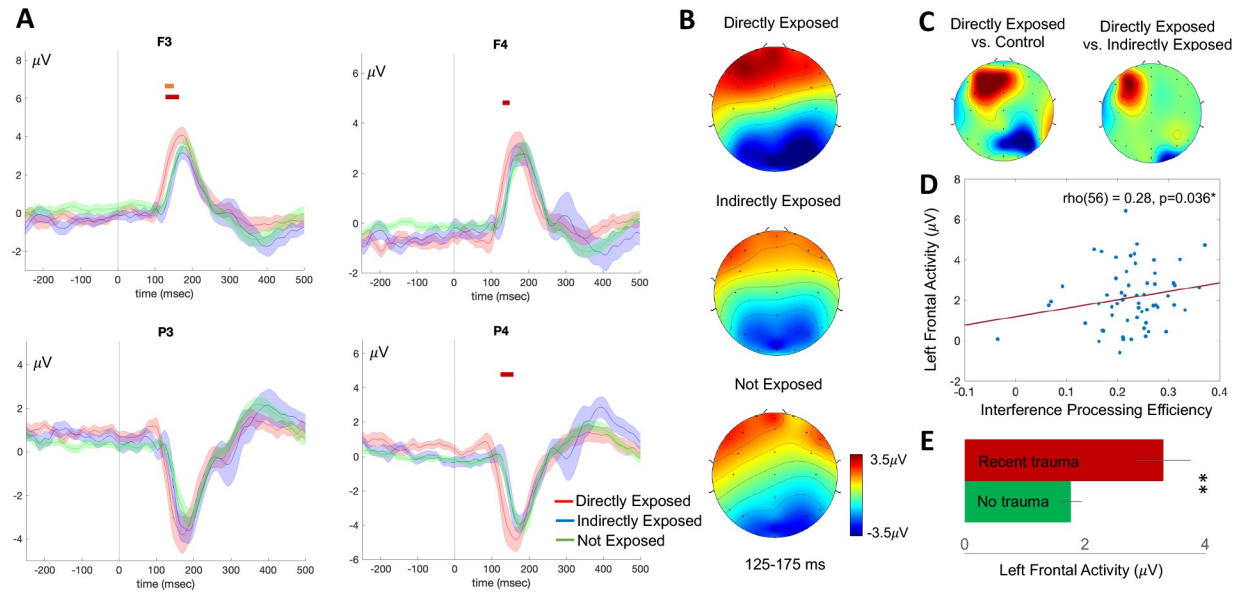 A
F3
μV
8
6
4
2
0
-2
-200 -100 0 100 200 300 400 500
time (msec)
F4
μV
6
4
2
0
-2
-200 -100 0 100 200 300 400 500
time (msec)
P3
μV
4
2
0
-2
-4
-200 -100 0 100 200 300 400 500
time (msec)
P4
μV
4
2
0
-2
-4
-6
-200 -100 0 100 200 300 400 500
time (msec)
Directly Exposed
Indirectly Exposed
Not Exposed
B
Directly Exposed
Indirectly Exposed
Not Exposed
3.5μV
-3.5μV
125-175 ms
C
Directly Exposed
vs. Control
Directly Exposed
vs. Indirectly Exposed
D
rho(56) = 0.28, p=0.036*
Left Frontal Activity (μV)
8
6
4
2
0
-2
-0.1 0 0.1 0.2 0.3 0.4
Interference Processing Efficiency
E
Recent trauma
No trauma
**
0 2 4
Left Frontal Activity (μV)